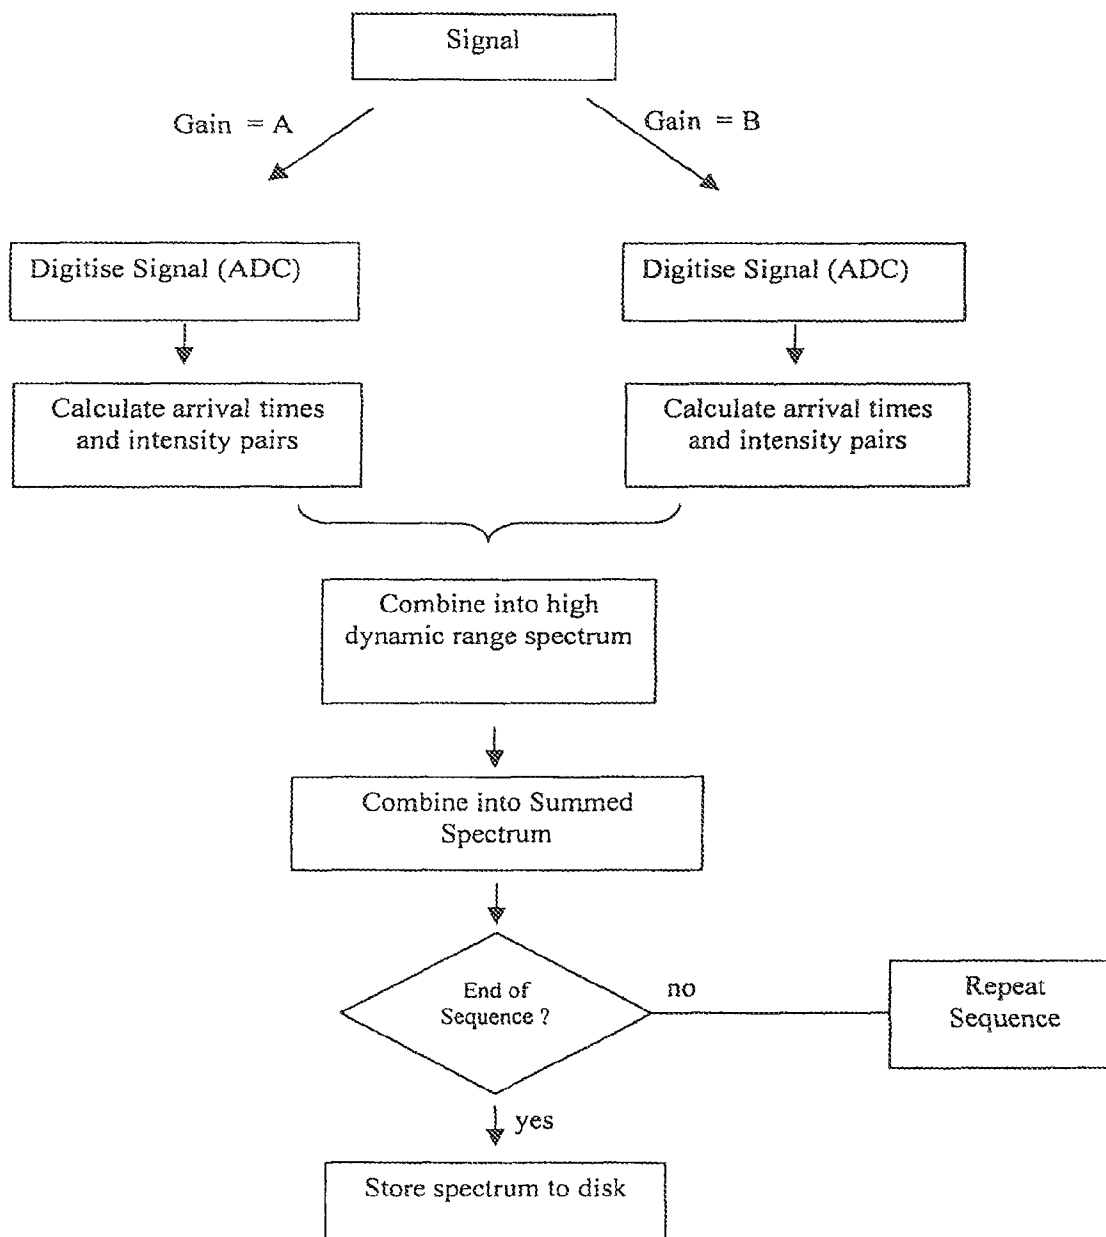 Signal
Gain = A
Gain = B
Digitise Signal (ADC)
Digitise Signal (ADC)
Calculate arrival times
and intensity pairs
Calculate arrival times
and intensity pairs
Combine into high
dynamic range spectrum
Combine into Summed
Spectrum
End of
Sequence ?
no
Repeat
Sequence
yes
Store spectrum to disk